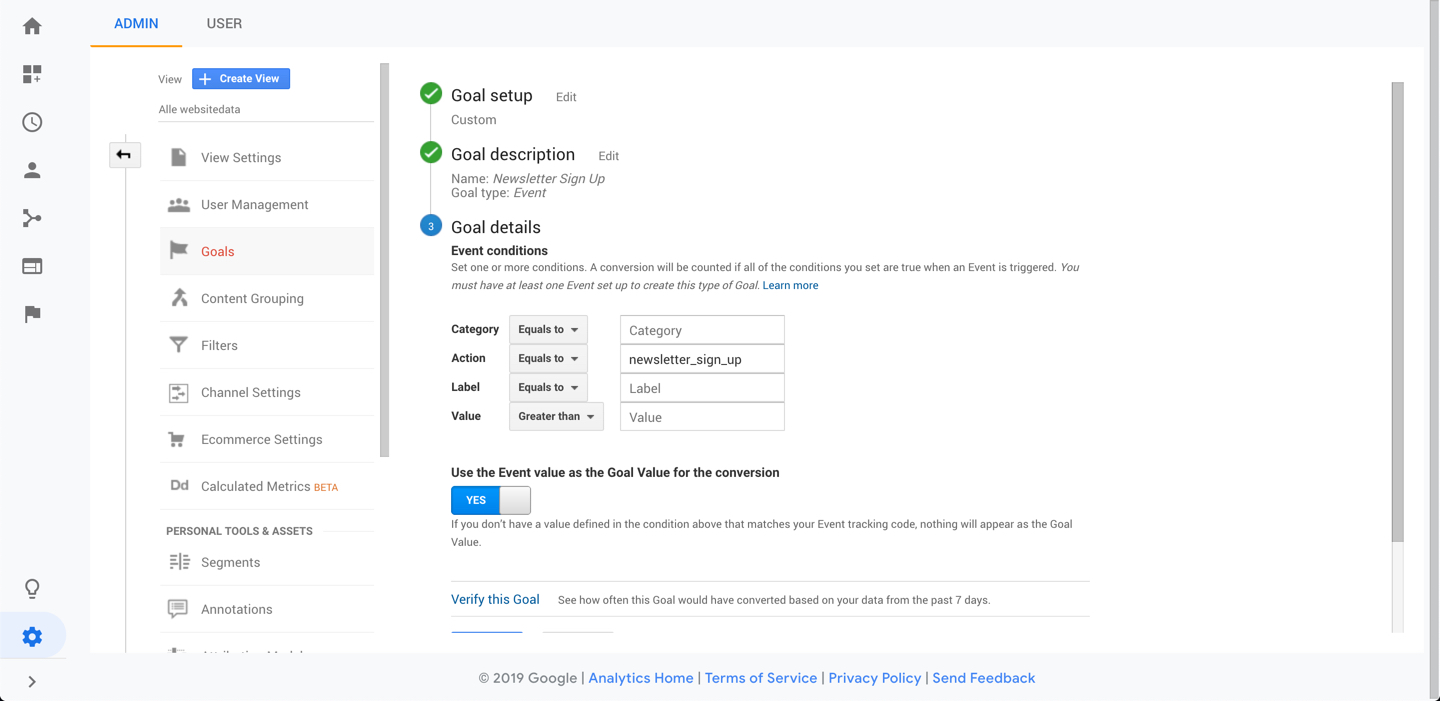 ADMIN USER
View + Create View
Alle websitedata
View Settings
User Management
Goals
Content Grouping
Filters
Channel Settings
Ecommerce Settings
Dd Calculated Metrics BETA
PERSONAL TOOLS & ASSETS
Segments
Annotations
Goal setup Edit
Custom
Goal description Edit
Name: Newsletter Sign Up
Goal type: Event
3 Goal details
Event conditions
Set one or more conditions. A conversion will be counted if all of the conditions you set are true when an Event is triggered. You
must have at least one Event set up to create this type of Goal. Learn more
Category Equals to Category
Action Equals to newsletter_sign_up
Label Equals to Label
Value Greater than Value
Use the Event value as the Goal Value for the conversion
YES
If you don't have a value defined in the condition above that matches your Event tracking code, nothing will appear as the Goal
Value.
Verify this Goal See how often this Goal would have converted based on your data from the past 7 days.
© 2019 Google | Analytics Home | Terms of Service | Privacy Policy | Send Feedback